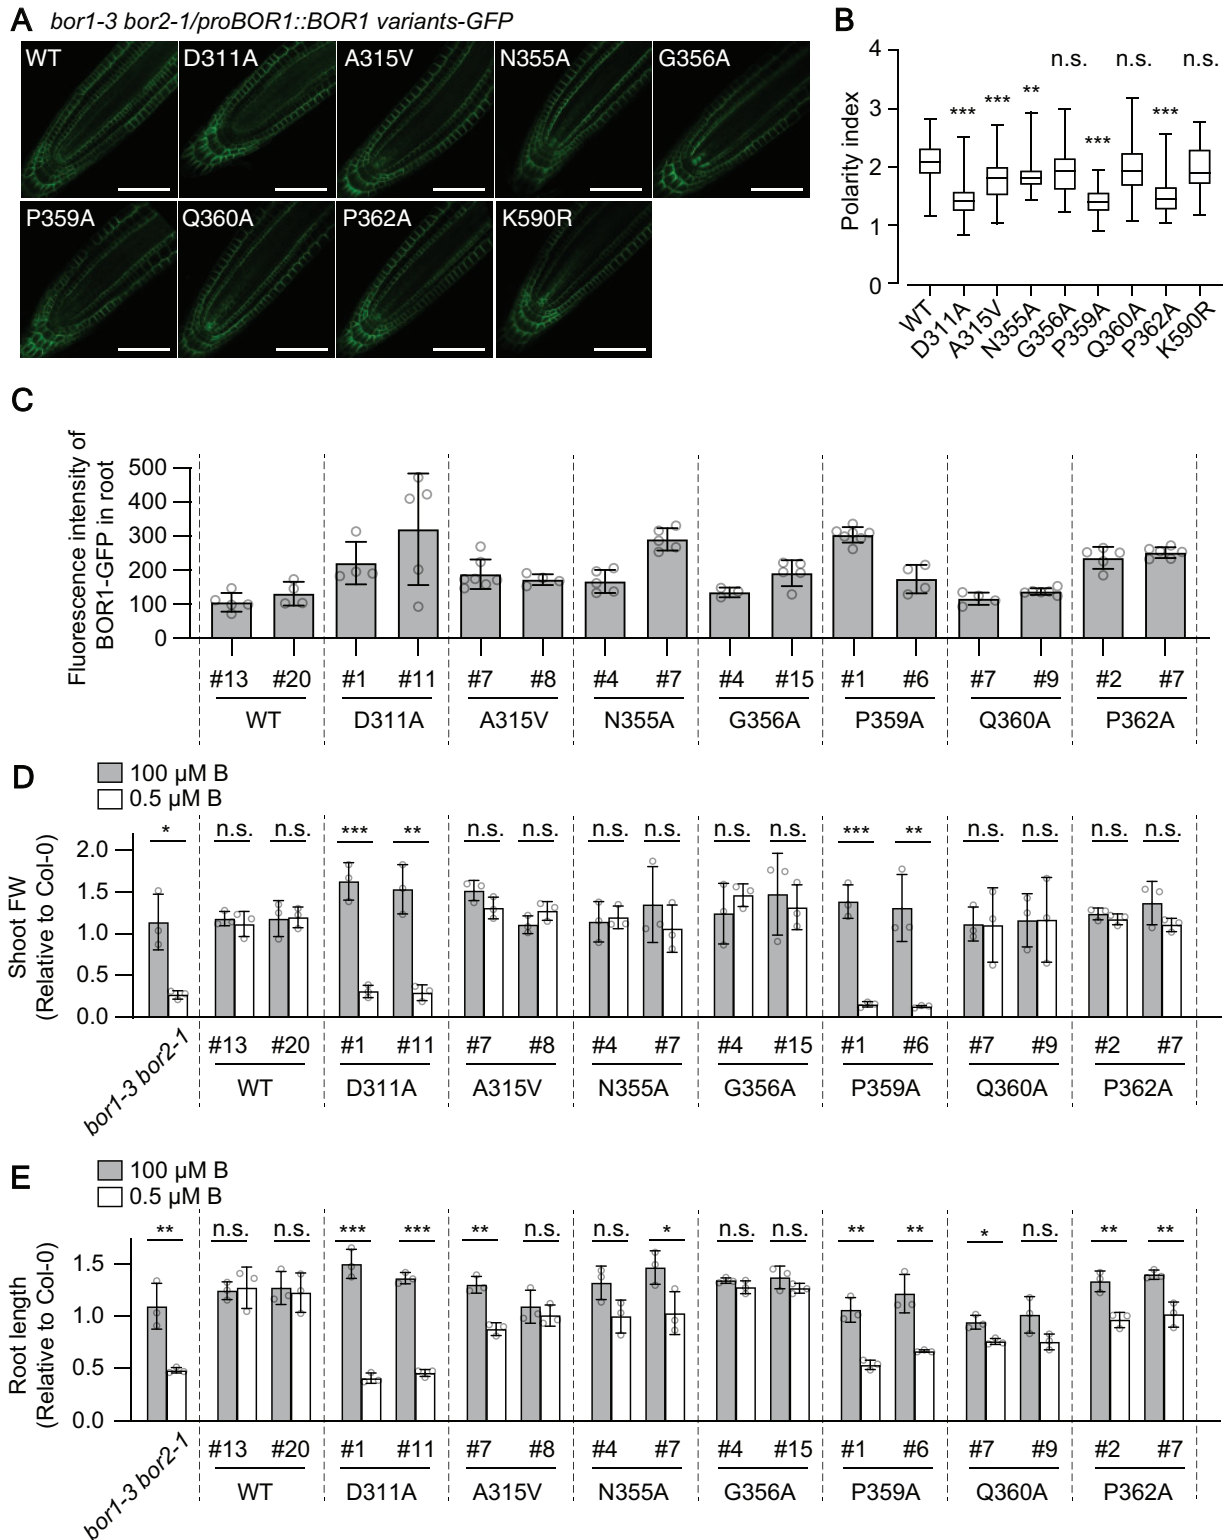 A bor1-3 bor2-1/proBOR1::BOR1 variants-GFP
WT D311A A315V N355A G356A
P359A Q360A P362A K590R
B
Polarity index
4
3
2
1
0
*** *** ** n.s. *** n.s. *** n.s.
WT D311A A315V N355A G356A P359A Q360A P362A K590R
C
Fluorescence intensity of
BOR1-GFP in root
500
400
300
200
100
0
#13 #20 #1 #11 #7 #8 #4 #7 #4 #15 #1 #6 #7 #9 #2 #7
WT D311A A315V N355A G356A P359A Q360A P362A
D
100 µM B
0.5 µM B
Shoot FW
(Relative to Col-0)
* n.s. n.s. *** ** n.s. n.s. n.s. n.s. n.s. n.s. *** ** n.s. n.s. n.s. n.s.
2.0
1.5
1.0
0.5
0.0
bor1-3 bor2-1
#13 #20 #1 #11 #7 #8 #4 #7 #4 #15 #1 #6 #7 #9 #2 #7
WT D311A A315V N355A G356A P359A Q360A P362A
E
100 µM B
0.5 µM B
Root length
(Relative to Col-0)
** n.s. n.s. *** *** ** n.s. n.s. * n.s. n.s. ** ** * n.s. ** **
1.5
1.0
0.5
0.0
bor1-3 bor2-1
#13 #20 #1 #11 #7 #8 #4 #7 #4 #15 #1 #6 #7 #9 #2 #7
WT D311A A315V N355A G356A P359A Q360A P362A